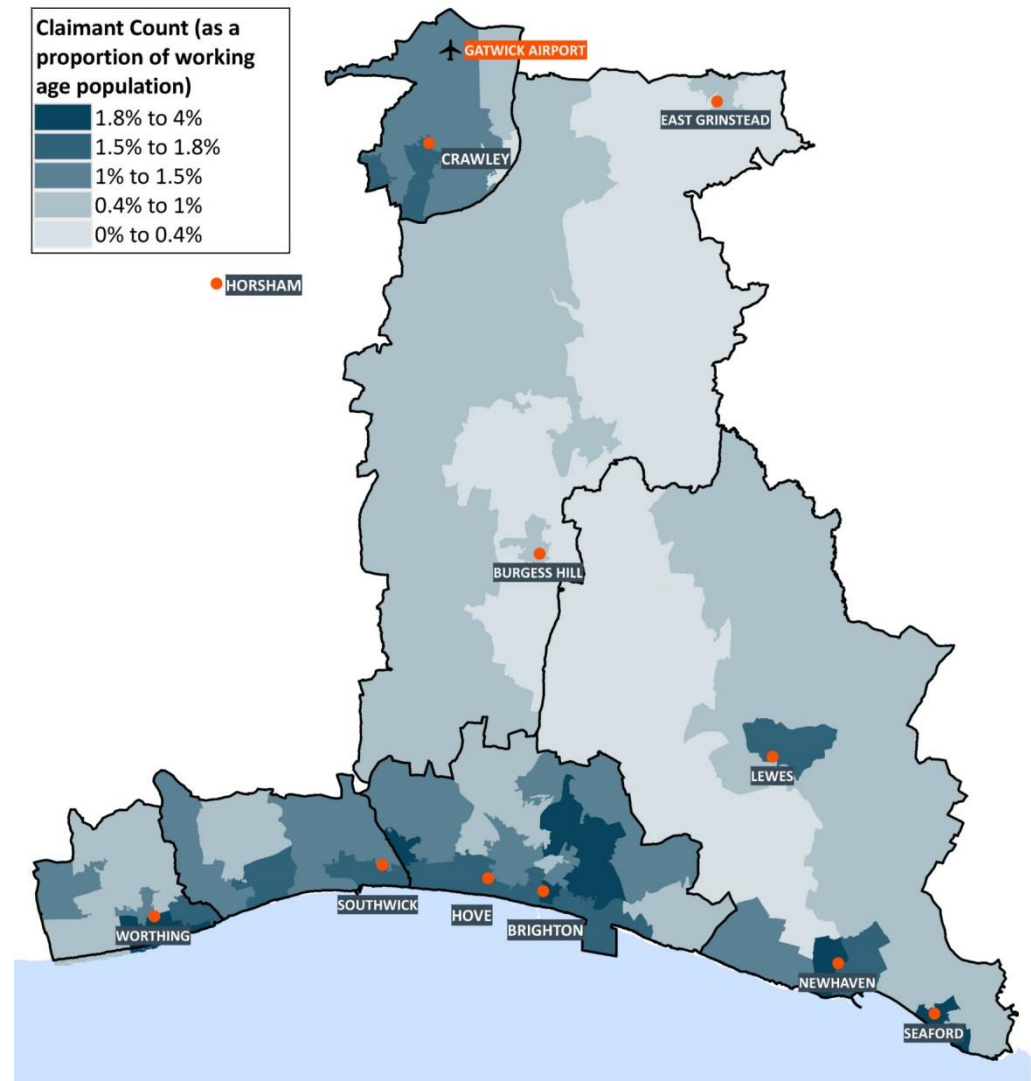 Claimant Count (as a
proportion of working
age population)
1.8% to 4%
1.5% to 1.8%
1% to 1.5%
0.4% to 1%
0% to 0.4%
GATWICK AIRPORT
EAST GRINSTEAD
CRAWLEY
HORSHAM
BURGESS HILL
LEWES
SOUTHWICK
HOVE
BRIGHTON
WORTHING
NEWHAVEN
SEAFORD